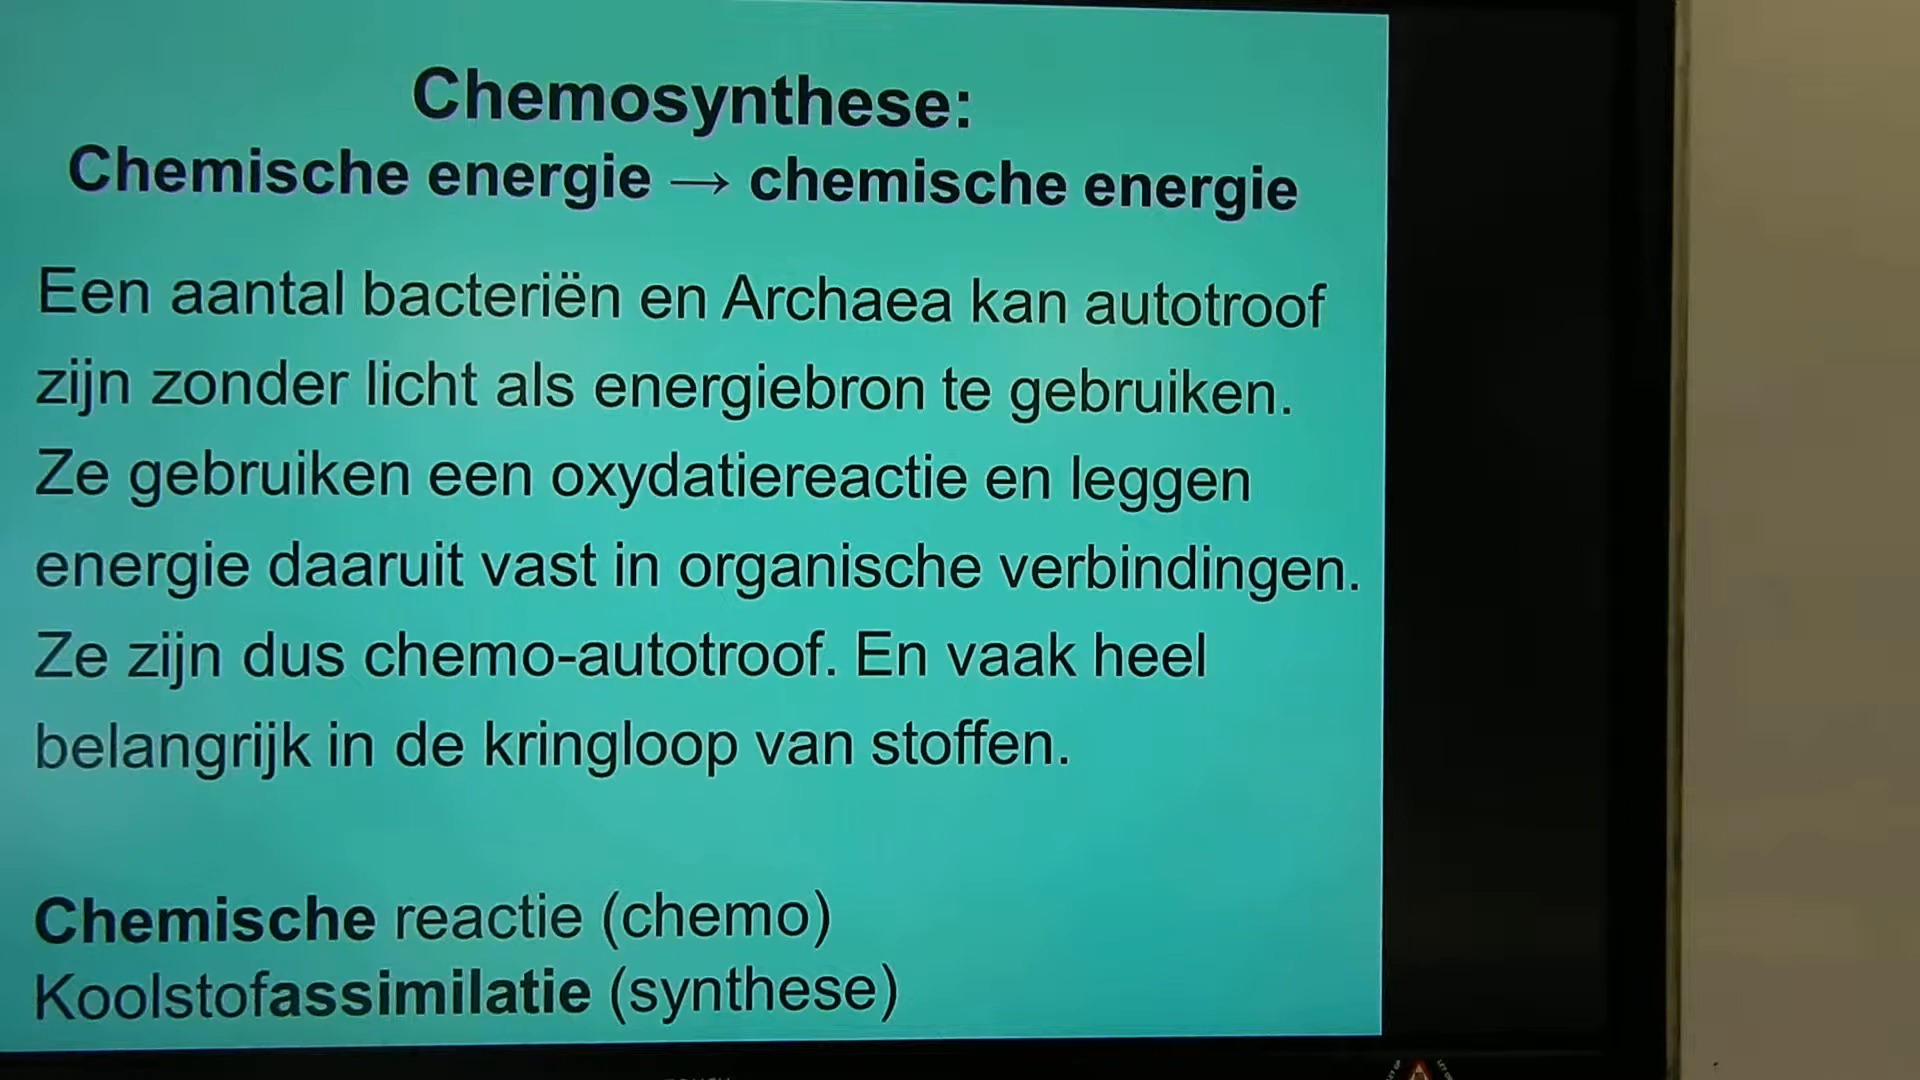 Chemosynthese:
Chemische energie → chemische energie
Een aantal bacteriën en Archaea kan autotroof
zijn zonder licht als energiebron te gebruiken.
Ze gebruiken een oxydatiereactie en leggen
energie daaruit vast in organische verbindingen.
Ze zijn dus chemo-autotroof. En vaak heel
belangrijk in de kringloop van stoffen.
Chemische reactie (chemo)
Koolstofassimilatie (synthese)